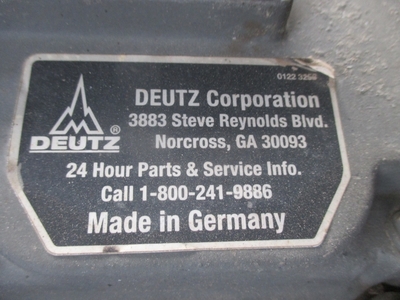 0122 3256
DEUTZ Corporation
3883 Steve Reynolds Blvd.
Norcross, GA 30093
DEUTZ®
24 Hour Parts & Service Info.
Call 1-800-241-9886
Made in Germany